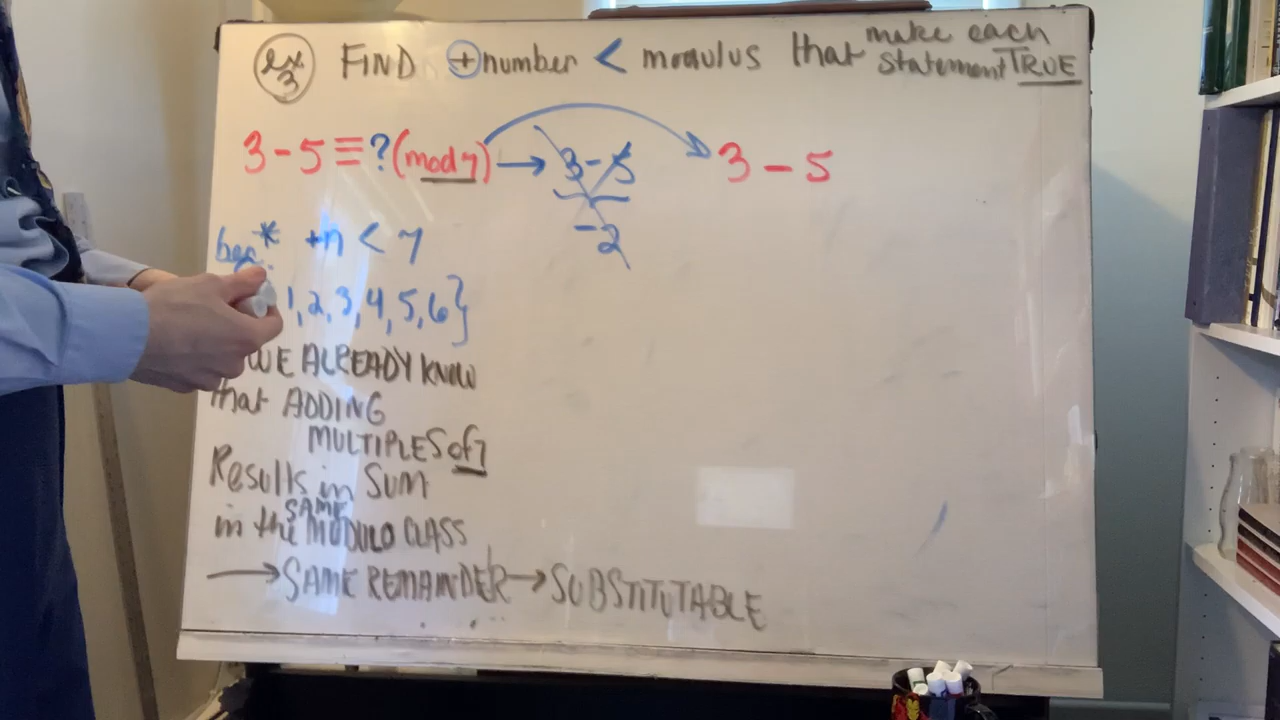 ex. 3 FIND + number < modulus that make each statement TRUE
3 - 5 ≡ ? (mod 7) → 3 - 5 3 - 5
-2
* +n < 7
1, 2, 3, 4, 5, 6}
WE ALREADY KNOW
that ADDING
MULTIPLES of 7
Results in SUM
in the SAME MODULO CLASS
→ SAME REMAINDER → SUBSTITUTABLE